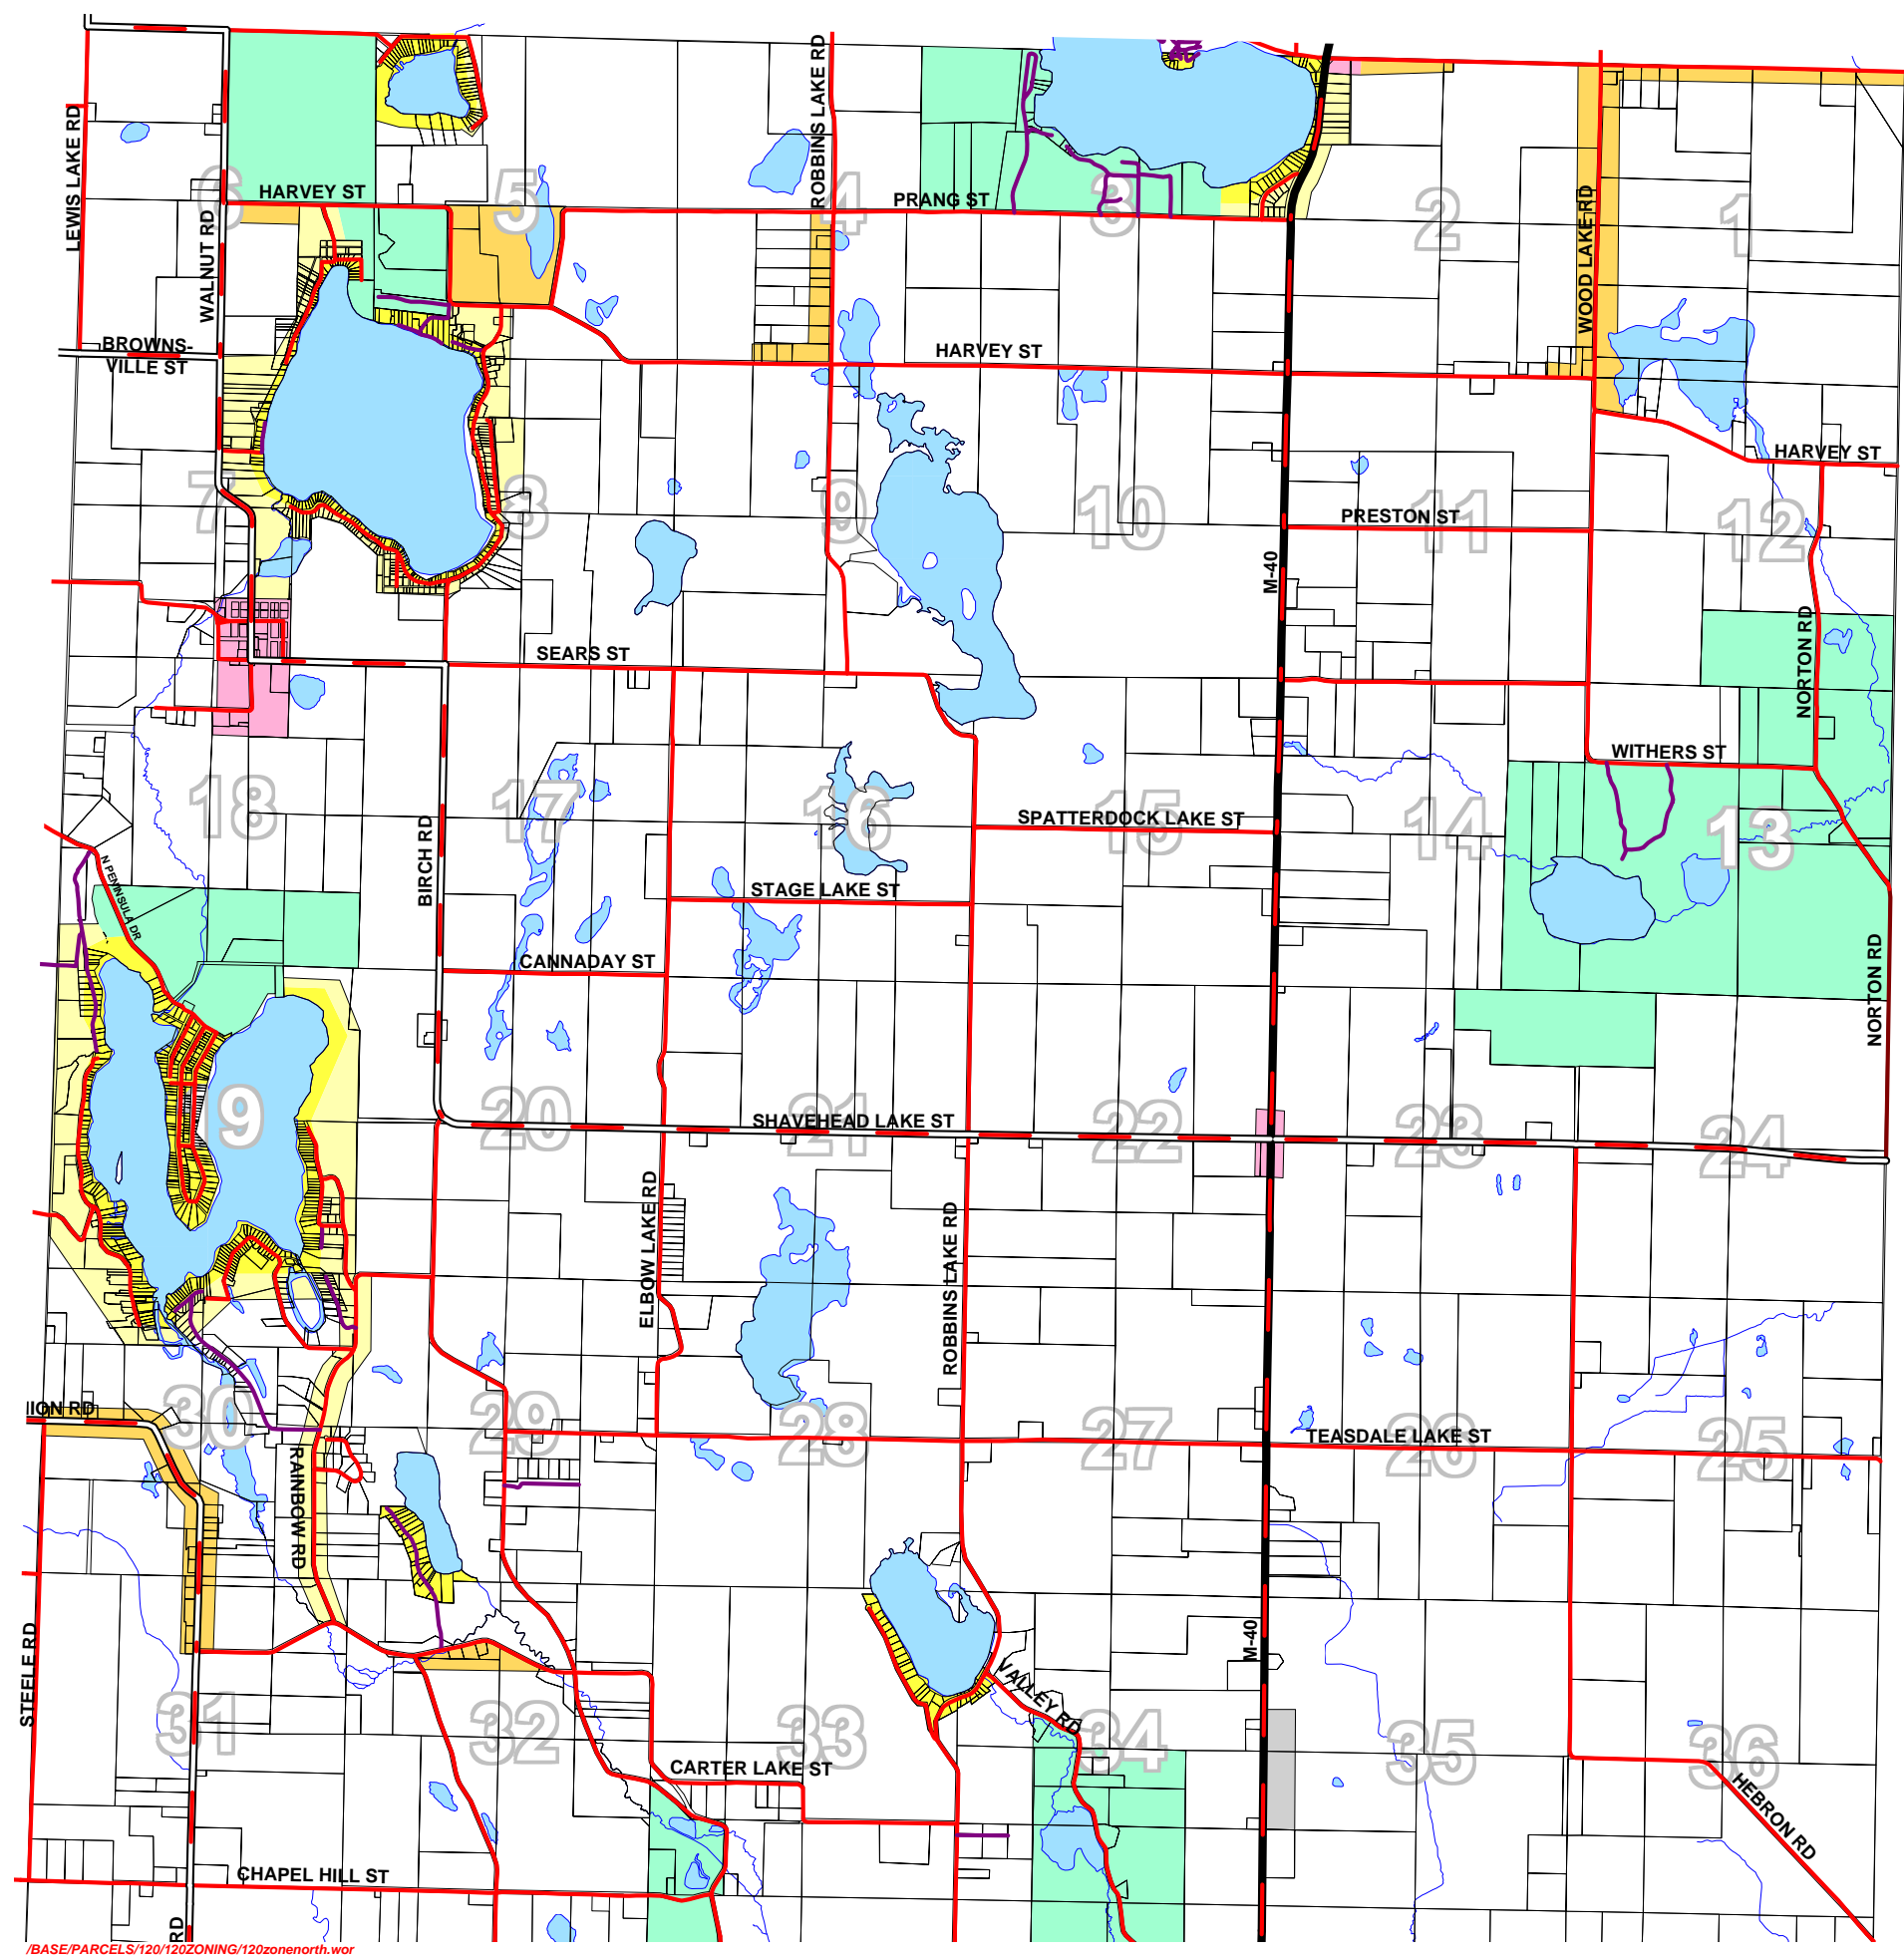 LEWIS LAKE RD
WALNUT RD
HARVEY ST
ROBBINS LAKE RD
PRANG ST
WOOD LAKE RD
6
5
4
3
2
1
BROWNS-
VILLE ST
HARVEY ST
HARVEY ST
7
8
9
10
11
12
PRESTON ST
M-40
SEARS ST
NORTON RD
WITHERS ST
18
17
16
15
14
13
BIRCH RD
SPATTERDOCK LAKE ST
N PENINSULA DR
STAGE LAKE ST
CANNADAY ST
NORTON RD
9
20
21
22
23
24
SHAVEHEAD LAKE ST
ELBOW LAKE RD
ROBBINS LAKE RD
30
29
28
27
26
25
IION RD
TEASDALE LAKE ST
RAINBOW RD
STEELE RD
M-40
VALLEY RD
31
32
33
34
35
36
CARTER LAKE ST
HEBRON RD
CHAPEL HILL ST
RD
/BASE/PARCELS/120/120ZONING/120zonenorth.wor